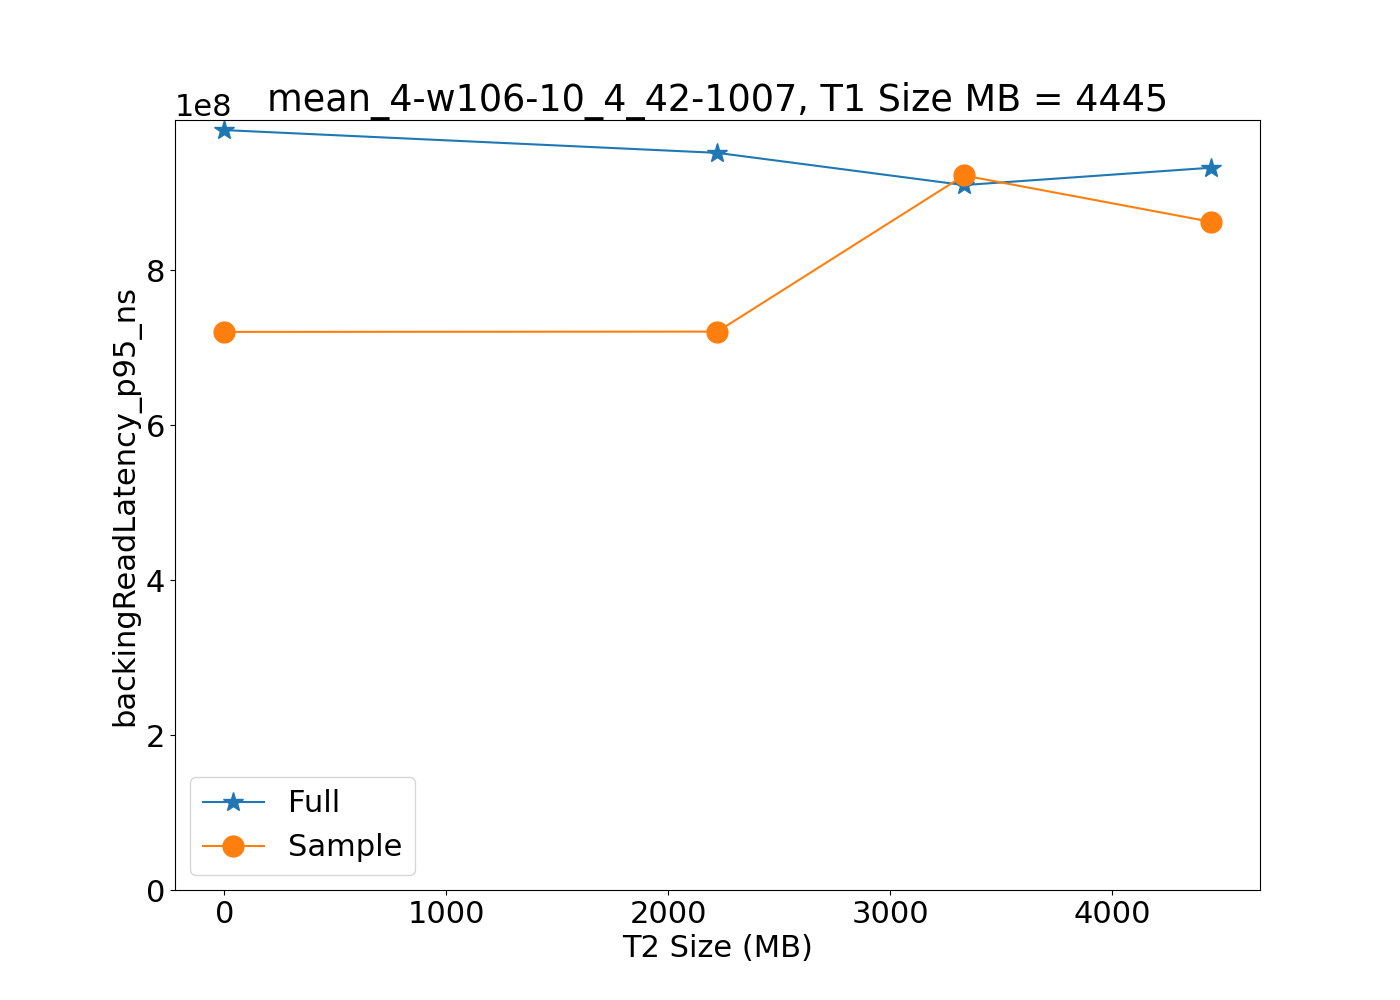 1e8
mean_4-w106-10_4_42-1007, T1 Size MB = 4445
backingReadLatency_p95_ns
8
6
4
2
0
Full
Sample
0 1000 2000 3000 4000
T2 Size (MB)